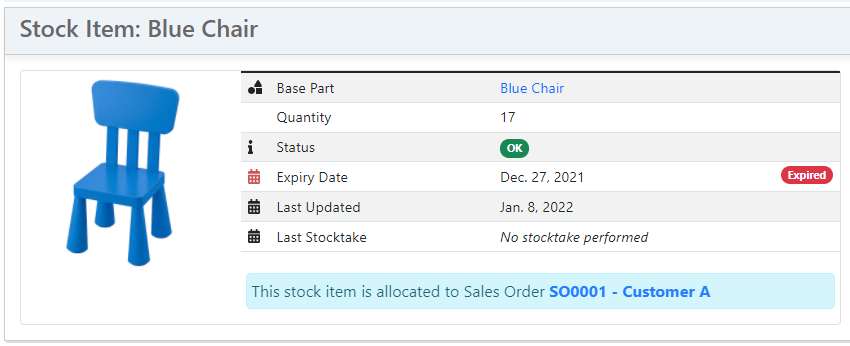 Stock Item: Blue Chair
Base Part Blue Chair
Quantity 17
Status OK
Expiry Date Dec. 27, 2021 Expired
Last Updated Jan. 8, 2022
Last Stocktake No stocktake performed
This stock item is allocated to Sales Order SO0001 - Customer A